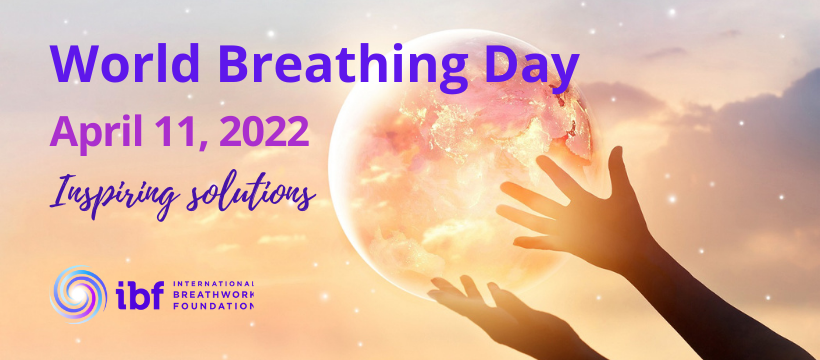 World Breathing Day
April 11, 2022
Inspiring solutions
ibf
INTERNATIONAL
BREATHWORK
FOUNDATION